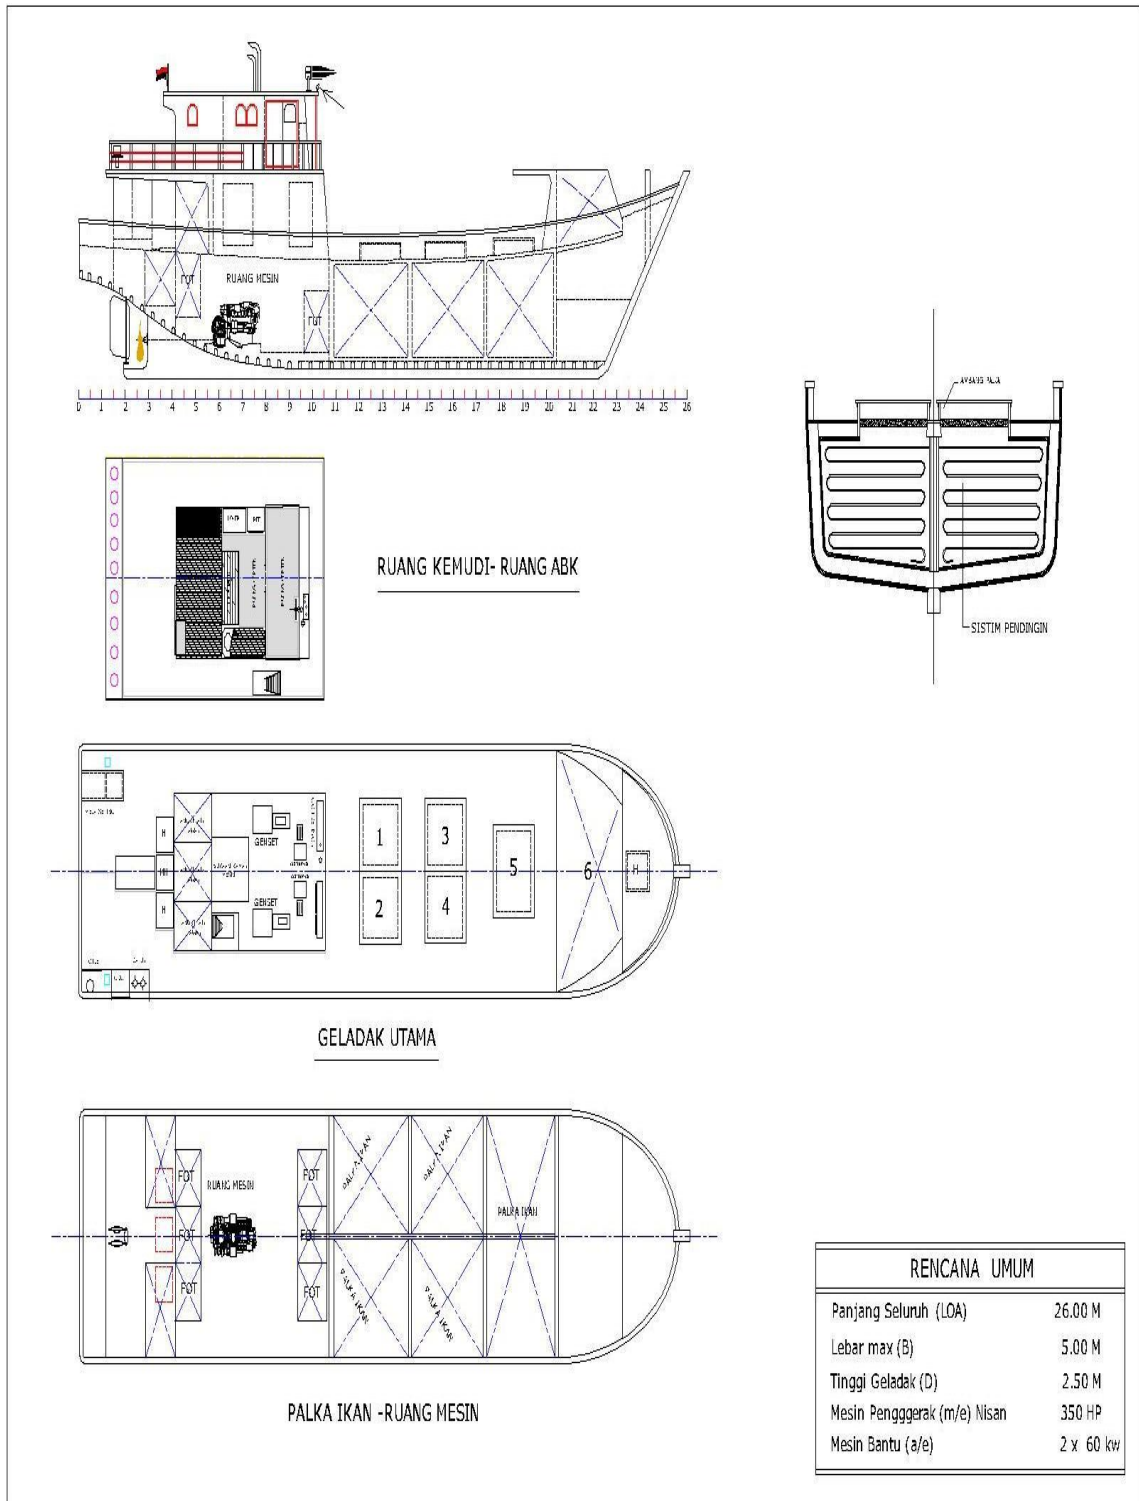 D B
FOT
RUANG MESIN
FOT
0 1 2 3 4 5 6 7 8 9 10 11 12 13 14 15 16 17 18 19 20 21 22 23 24 25 26
AMBANG PALKA
SISTIM PENDINGIN
RUANG KEMUDI- RUANG ABK
1 3
5
6
2 4
GENSET
GENSET
H
HH
H
H
GELADAK UTAMA
PALKA IKAN
PALKA IKAN
FOT
RUANG MESIN
FOT
PALKA IKAN
FOT
FOT
FOT
FOT
PALKA IKAN
PALKA IKAN
PALKA IKAN -RUANG MESIN
RENCANA UMUM
Panjang Seluruh (LOA) 26.00 M
Lebar max (B) 5.00 M
Tinggi Geladak (D) 2.50 M
Mesin Pengggerak (m/e) Nisan 350 HP
Mesin Bantu (a/e) 2 x 60 kw